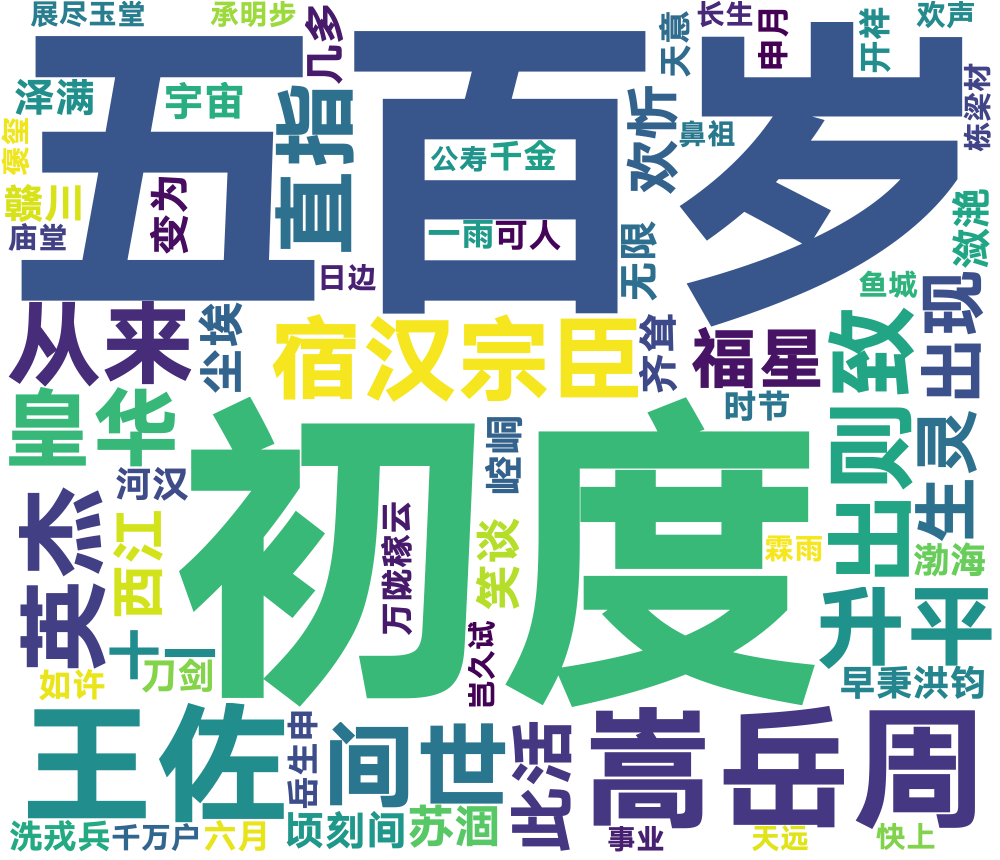 展尽玉堂
承明步
几多
长生
申月
天意
开祥
欢声
五百岁
泽满
宇宙
直指
欢忻
鼻祖
栋梁材
褒玺
公寿
千金
赣川
变为
庙堂
一雨
可人
无限
潋滟
日边
鱼城
出现
从来
尘埃
宿汉宗臣
齐耸
福星
致
时节
皇华
初度
崆峒
出则
生灵
河汉
英杰
西江
万陇稼云
笑谈
霖雨
渤海
十一
刀剑
岂久试
升平
如许
早秉洪钧
王佐
岳生申
间世
此活
嵩岳周
洗戎兵
千万户
六月
顷刻间
苏涸
事业
天远
快上